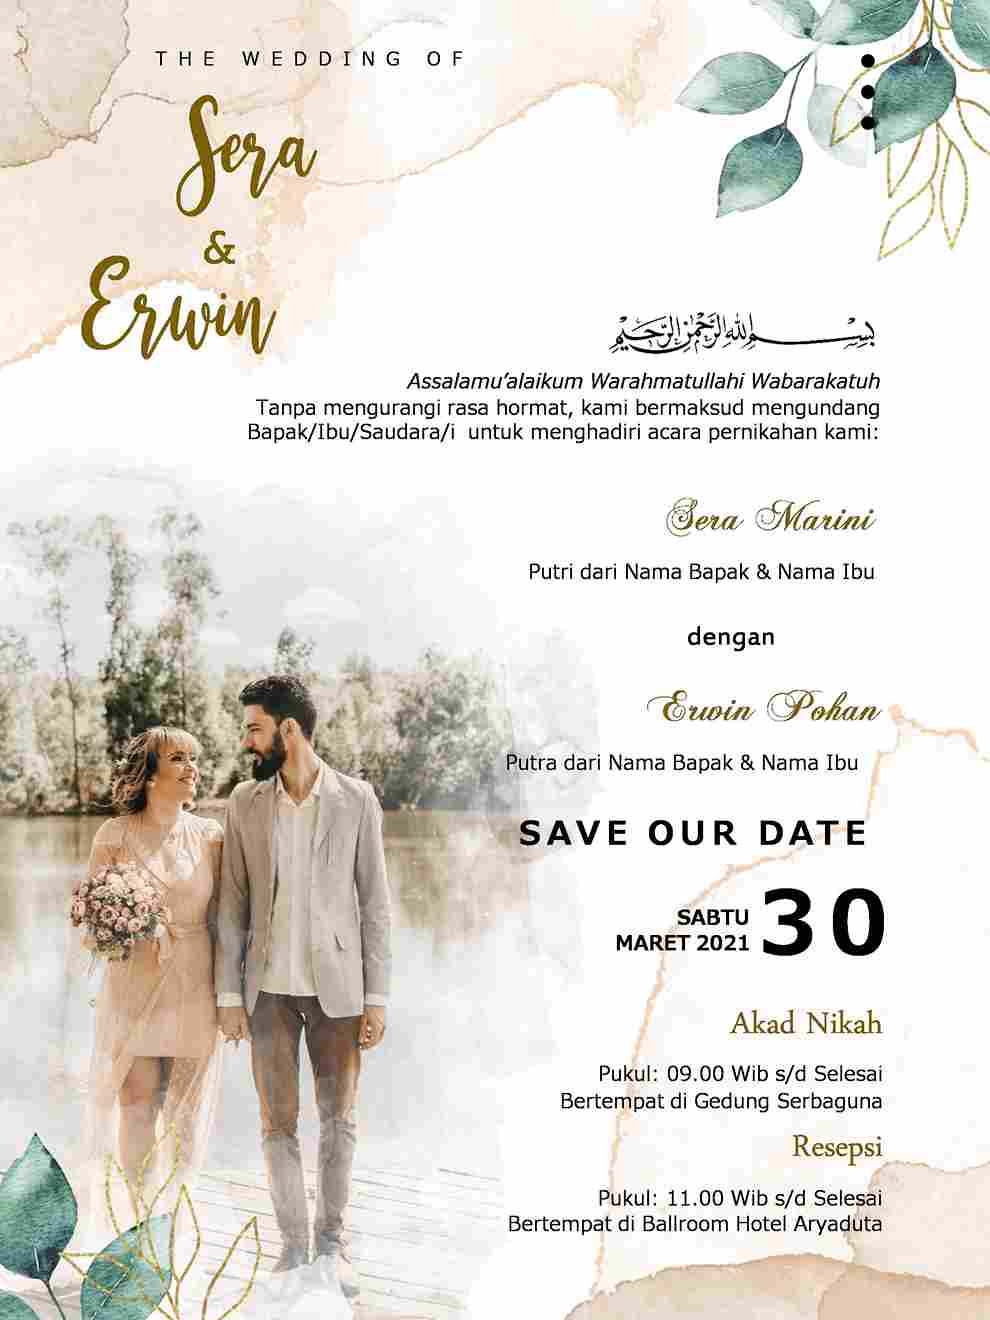 THE WEDDING OF
Sera
&
Erwin
بِسْمِ اللهِ الرَّحْمٰنِ الرَّحِيْمِ
Assalamu’alaikum Warahmatullahi Wabarakatuh
Tanpa mengurangi rasa hormat, kami bermaksud mengundang
Bapak/Ibu/Saudara/i untuk menghadiri acara pernikahan kami:
Sera Marini
Putri dari Nama Bapak & Nama Ibu
dengan
Erwin Pohan
Putra dari Nama Bapak & Nama Ibu
SAVE OUR DATE
SABTU
MARET 2021
30
Akad Nikah
Pukul: 09.00 Wib s/d Selesai
Bertempat di Gedung Serbaguna
Resepsi
Pukul: 11.00 Wib s/d Selesai
Bertempat di Ballroom Hotel Aryaduta